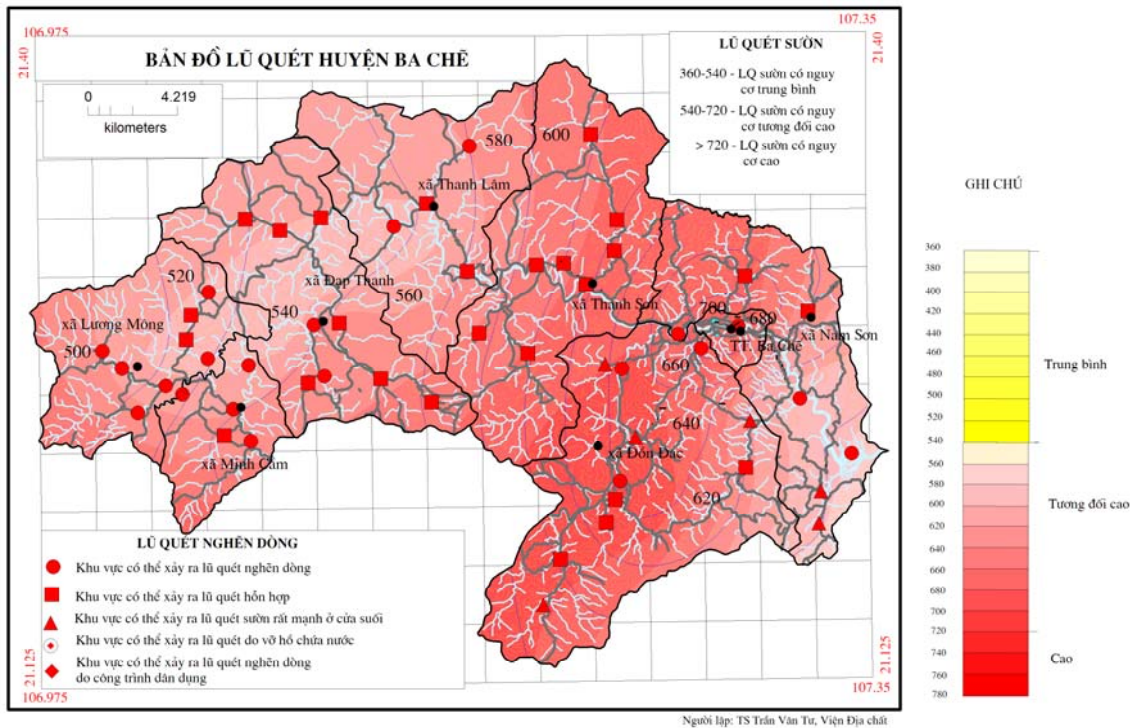 106.975
107.35
21.40
21.40
BẢN ĐỒ LŨ QUÉT HUYỆN BA CHẼ
0 4.219
kilometers
LŨ QUÉT SƯỜN
360-540 - LQ sườn có nguy
cơ trung bình
540-720 - LQ sườn có nguy
cơ tương đối cao
> 720 - LQ sườn có nguy
cơ cao
580
600
xã Thanh Lâm
520
xã Đạp Thanh
560
540
xã Thanh Sơn
xã Lương Mông
500
700
680
xã Nam Sơn
TT. Ba Chẽ
660
640
xã Đồn Đạc
xã Minh Cầm
620
LŨ QUÉT NGHẼN DÒNG
Khu vực có thể xảy ra lũ quét nghẽn dòng
Khu vực có thể xảy ra lũ quét hỗn hợp
Khu vực có thể xảy ra lũ quét sườn rất mạnh ở cửa suối
Khu vực có thể xảy ra lũ quét do vỡ hồ chứa nước
Khu vực có thể xảy ra lũ quét nghẽn dòng
do công trình dân dụng
21.125
21.125
106.975
107.35
Người lập: TS Trần Văn Tư, Viện Địa chất
GHI CHÚ
360
380
400
420
440
460
480
500
520
540
560
580
600
620
640
660
680
700
720
740
760
780
Trung bình
Tương đối cao
Cao